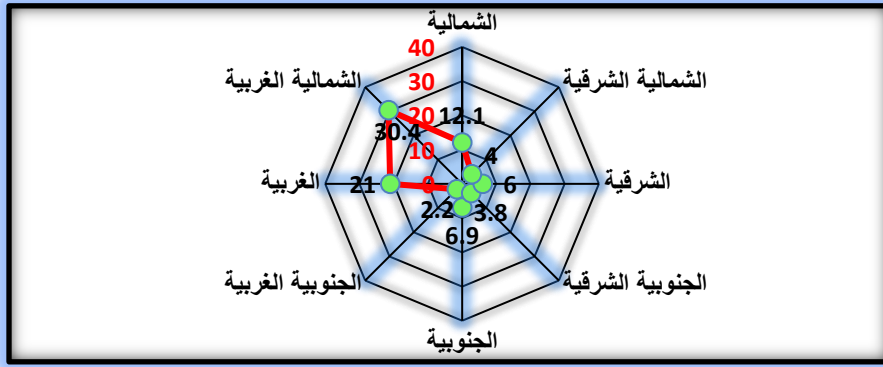 الشمالية
40
الشمالية الغربية
الشمالية الشرقية
30
20
12.1
30.4
10
4
الغربية
21
0
6
الشرقية
2.2
3.8
6.9
الجنوبية الغربية
الجنوبية الشرقية
الجنوبية